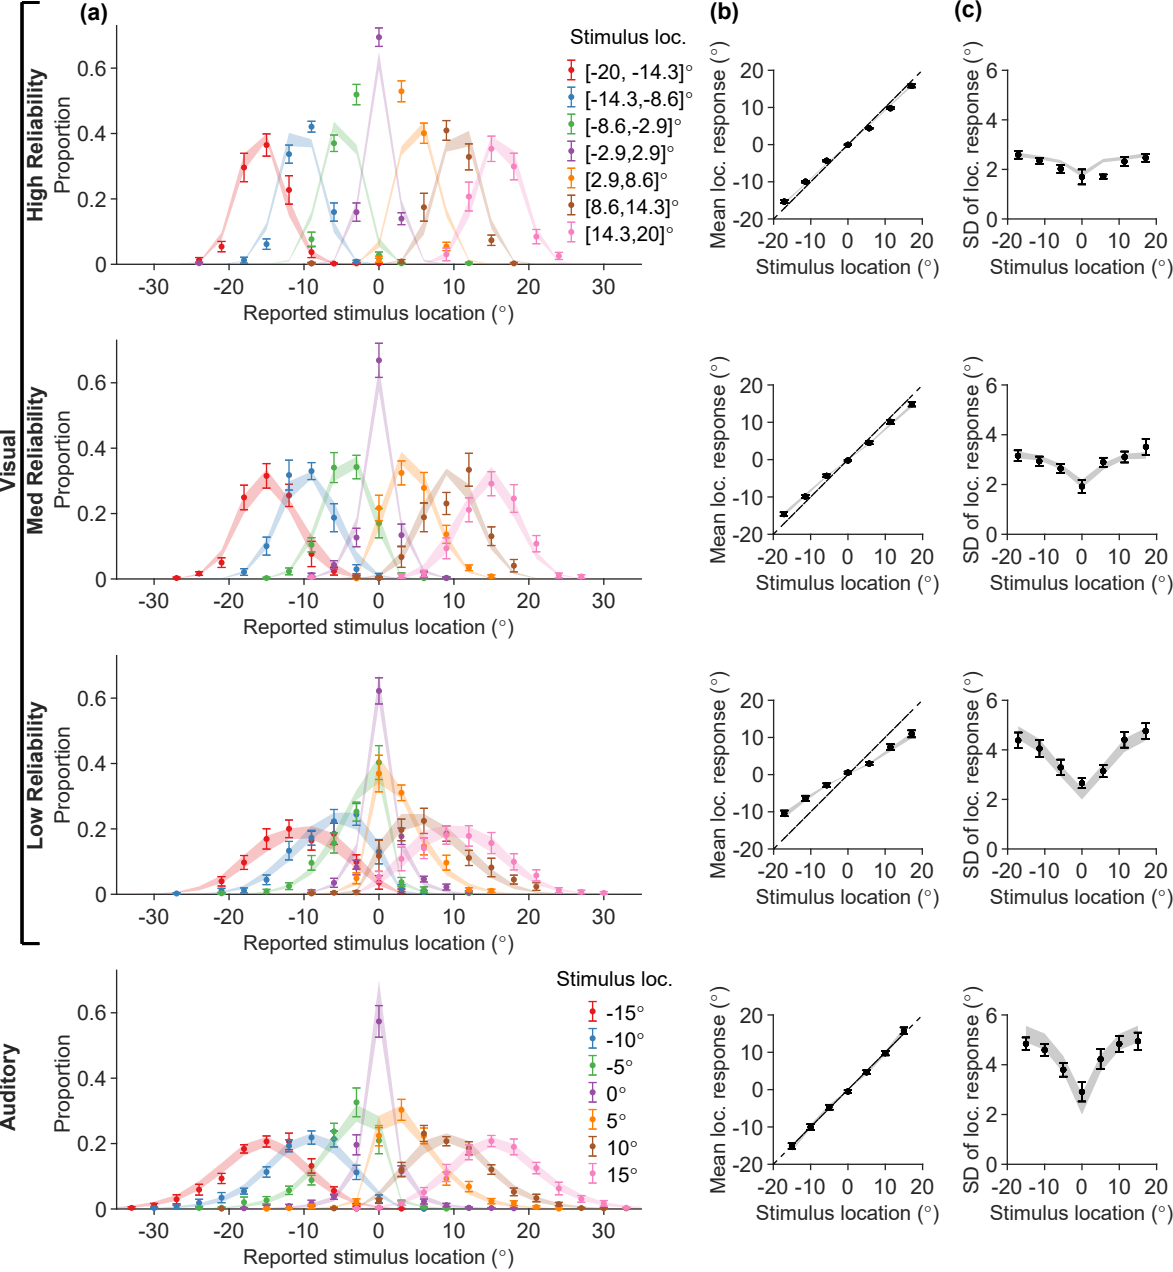 (a)
(b)
(c)
Visual
High Reliability
Proportion
0.6
0.4
0.2
0
-30
-20
-10
0
10
20
30
Reported stimulus location (°)
Stimulus loc.
[-20, -14.3]°
[-14.3,-8.6]°
[-8.6,-2.9]°
[-2.9,2.9]°
[2.9,8.6]°
[8.6,14.3]°
[14.3,20]°
Mean loc. response (°)
20
10
0
-10
-20
-20 -10 0 10 20
Stimulus location (°)
SD of loc. response (°)
6
4
2
0
-20 -10 0 10 20
Stimulus location (°)
Med Reliability
Proportion
0.6
0.4
0.2
0
-30
-20
-10
0
10
20
30
Reported stimulus location (°)
Mean loc. response (°)
20
10
0
-10
-20
-20 -10 0 10 20
Stimulus location (°)
SD of loc. response (°)
6
4
2
0
-20 -10 0 10 20
Stimulus location (°)
Low Reliability
Proportion
0.6
0.4
0.2
0
-30
-20
-10
0
10
20
30
Reported stimulus location (°)
Mean loc. response (°)
20
10
0
-10
-20
-20 -10 0 10 20
Stimulus location (°)
SD of loc. response (°)
6
4
2
0
-20 -10 0 10 20
Stimulus location (°)
Auditory
Proportion
0.6
0.4
0.2
0
-30
-20
-10
0
10
20
30
Reported stimulus location (°)
Stimulus loc.
-15°
-10°
-5°
0°
5°
10°
15°
Mean loc. response (°)
20
10
0
-10
-20
-20 -10 0 10 20
Stimulus location (°)
SD of loc. response (°)
6
4
2
0
-20 -10 0 10 20
Stimulus location (°)